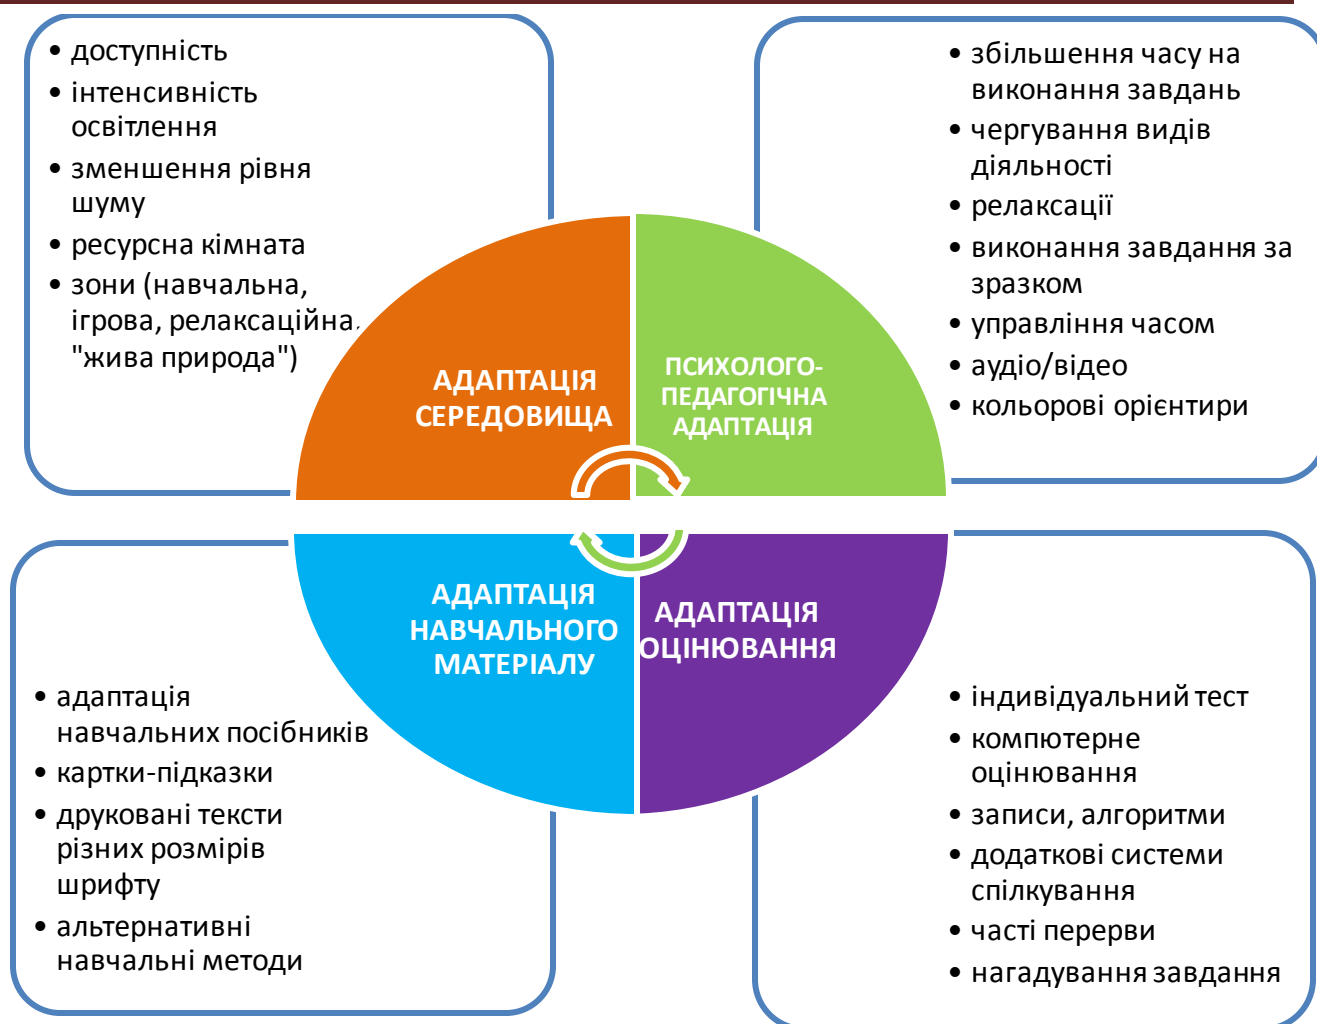 • доступність
• інтенсивність
освітлення
• зменшення рівня
шуму
• ресурсна кімната
• зони (навчальна,
ігрова, релаксаційна,
"жива природа")
• збільшення часу на
виконання завдань
• чергування видів
діяльності
• релаксації
• виконання завдання за
зразком
• управління часом
• аудіо/відео
• кольорові орієнтири
АДАПТАЦІЯ
СЕРЕДОВИЩА
ПСИХОЛОГО-
ПЕДАГОГІЧНА
АДАПТАЦІЯ
АДАПТАЦІЯ
НАВЧАЛЬНОГО
МАТЕРІАЛУ
АДАПТАЦІЯ
ОЦІНЮВАННЯ
• адаптація
навчальних посібників
• картки-підказки
• друковані тексти
різних розмірів
шрифту
• альтернативні
навчальні методи
• індивідуальний тест
• компютерне
оцінювання
• записи, алгоритми
• додаткові системи
спілкування
• часті перерви
• нагадування завдання